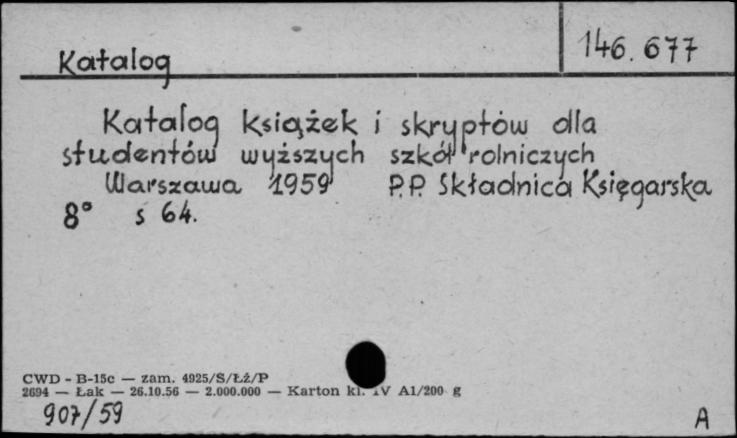 Katalog
146.677
Katalog książek i skryptów dla
studentów wyższych szkół rolniczych
Warszawa 1959 P.P. Składnica Księgarska
8° s 64.
CWD - B-15c — zam. 4925/S/Łż/P
2694 — Łak — 26.10.56 — 2.000.000 — Karton kl. IV A1/200 g
907/59
A